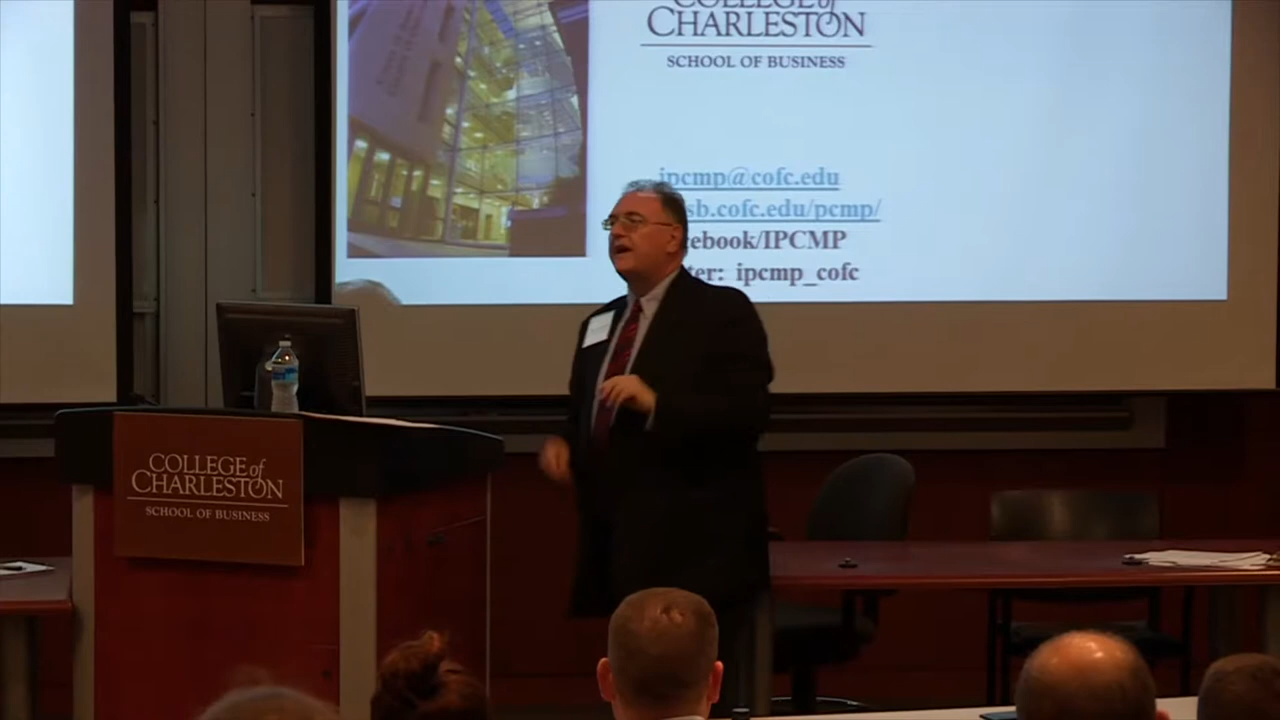 COLLEGE of
CHARLESTON
SCHOOL OF BUSINESS
ipcmp@cofc.edu
sb.cofc.edu/pcmp/
cebook/IPCMP
ter: ipcmp_cofc
COLLEGE of
CHARLESTON
SCHOOL OF BUSINESS